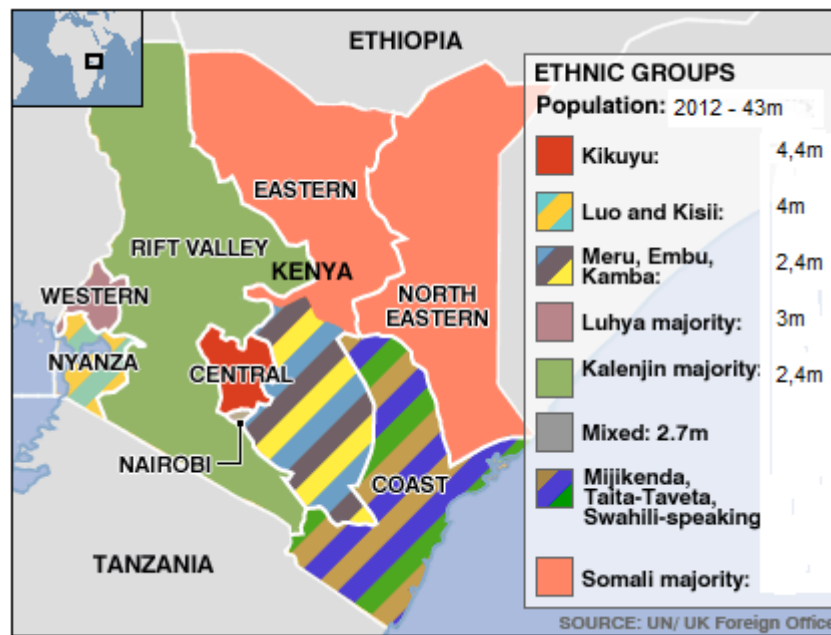 ETHIOPIA
EASTERN
RIFT VALLEY
KENYA
WESTERN
NORTH
EASTERN
NYANZA
CENTRAL
NAIROBI
COAST
TANZANIA
ETHNIC GROUPS
Population: 2012 - 43m
Kikuyu: 4,4m
Luo and Kisii: 4m
Meru, Embu,
Kamba: 2,4m
Luhya majority: 3m
Kalenjin majority: 2,4m
Mixed: 2.7m
Mijikenda,
Taita-Taveta,
Swahili-speaking
Somali majority:
SOURCE: UN/ UK Foreign Office